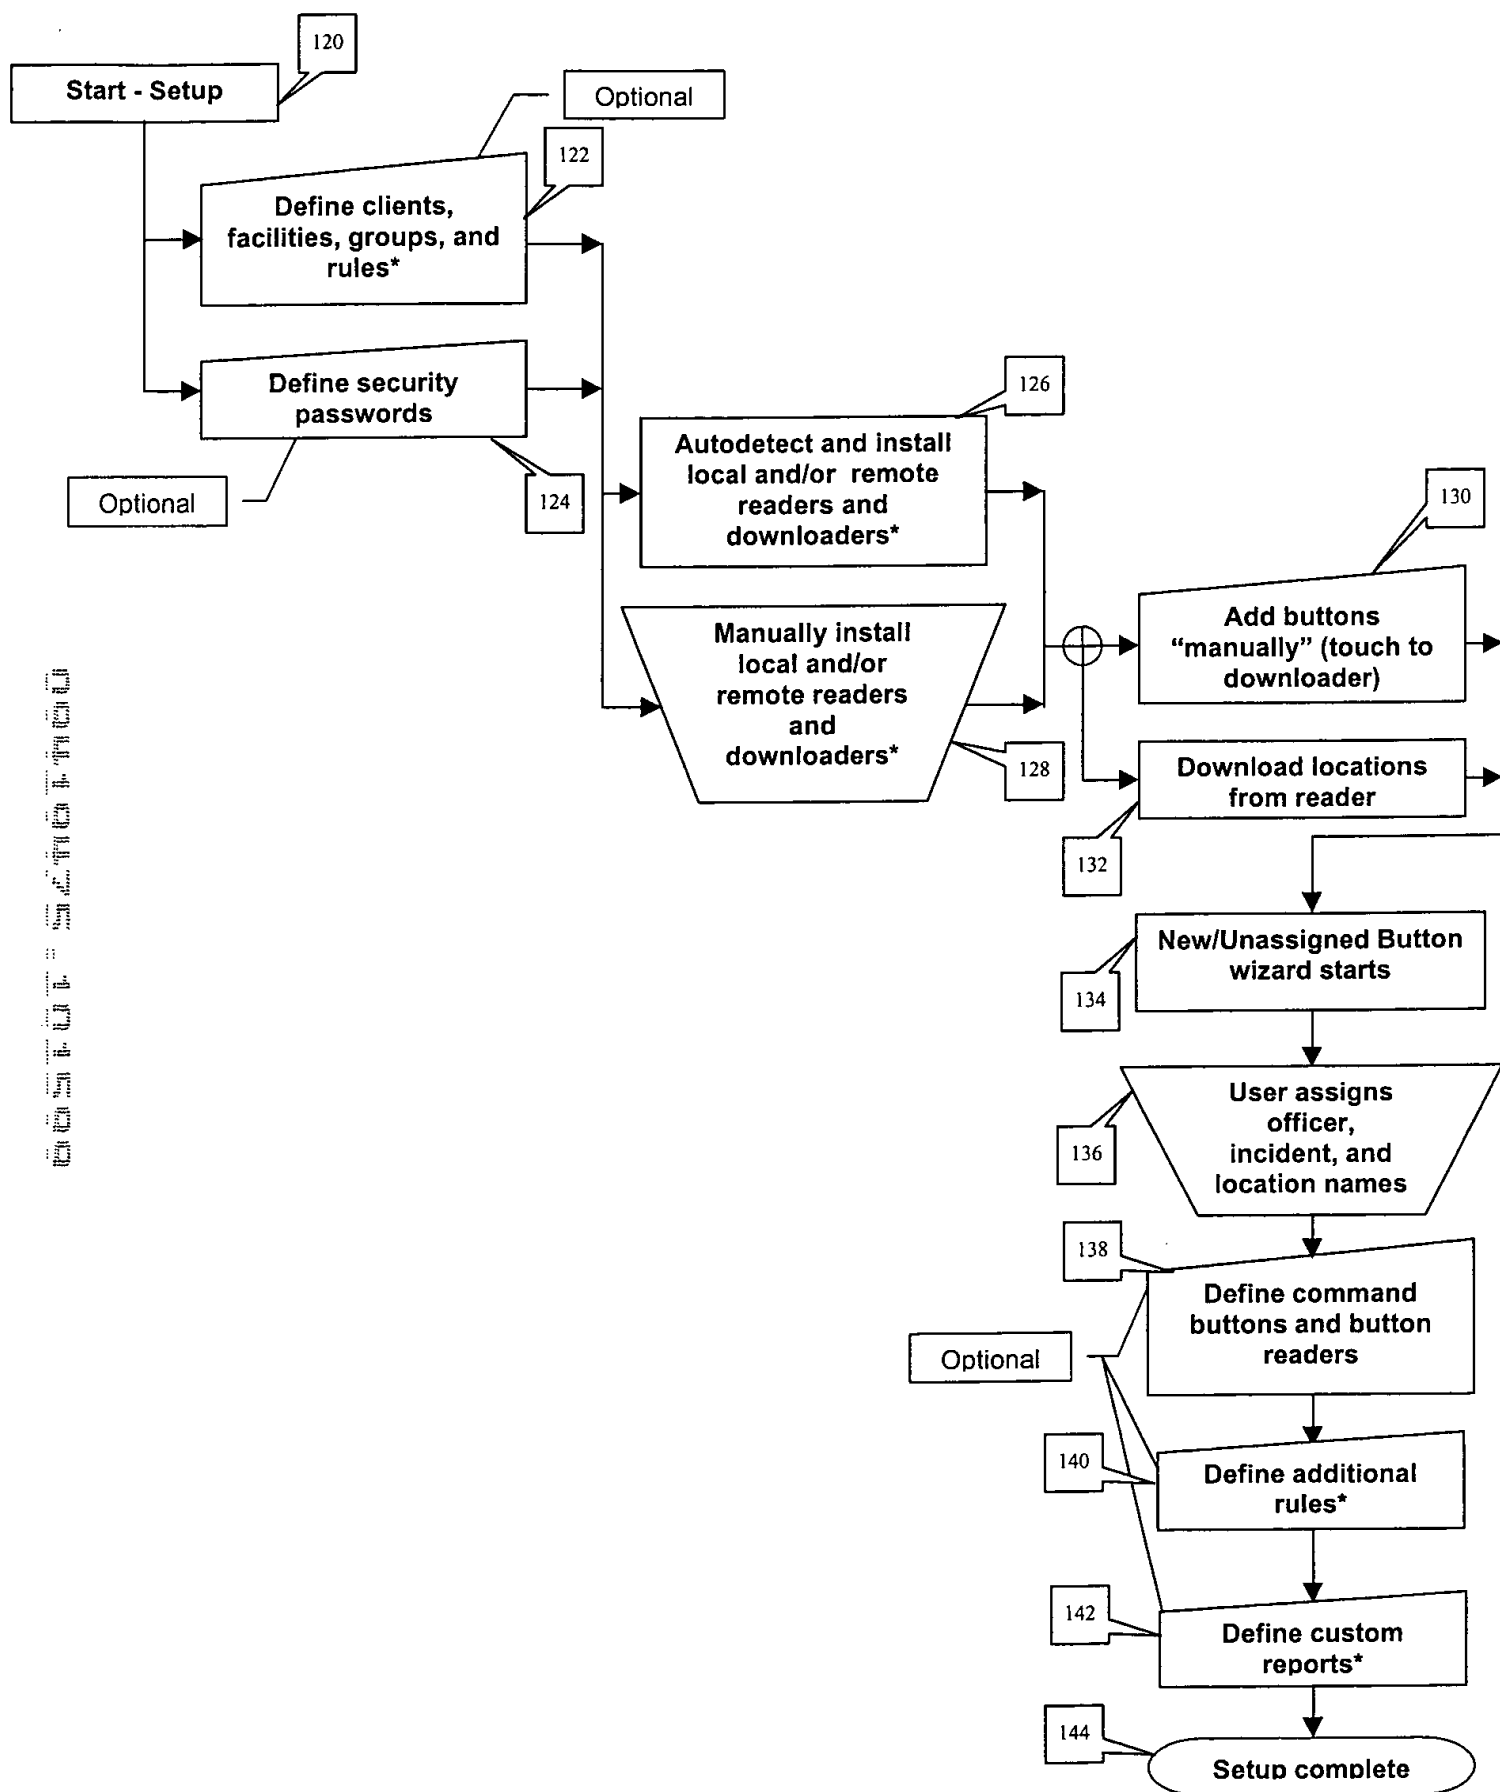 120
Start - Setup
Optional
122
Define clients,
facilities, groups, and
rules*
Define security
passwords
Optional
124
126
Autodetect and install
local and/or remote
readers and
downloaders*
Manually install
local and/or
remote readers
and
downloaders*
128
130
Add buttons
“manually” (touch to
downloader)
Download locations
from reader
132
New/Unassigned Button
wizard starts
134
User assigns
officer,
incident, and
location names
136
138
Define command
buttons and button
readers
Optional
140
Define additional
rules*
142
Define custom
reports*
144
Setup complete